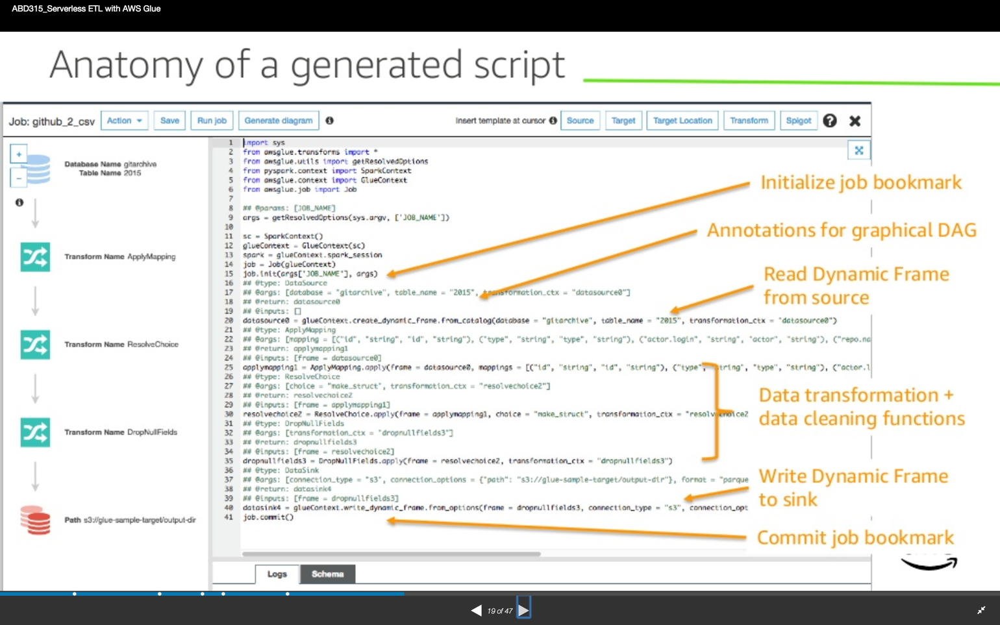 ABD315_Serverless ETL with AWS Glue
Anatomy of a generated script
Job: github_2_csv
Action
Save
Run job
Generate diagram
Insert template at cursor
Source
Target
Target Location
Transform
Spigot
Database Name gitarchive
Table Name 2015
Transform Name ApplyMapping
Transform Name ResolveChoice
Transform Name DropNullFields
Path s3://glue-sample-target/output-dir
1 import sys
2 from awsglue.transforms import *
3 from awsglue.utils import getResolvedOptions
4 from pyspark.context import SparkContext
5 from awsglue.context import GlueContext
6 from awsglue.job import Job
7
8 ## @params: [JOB_NAME]
9 args = getResolvedOptions(sys.argv, ['JOB_NAME'])
10
11 sc = SparkContext()
12 glueContext = GlueContext(sc)
13 spark = glueContext.spark_session
14 job = Job(glueContext)
15 job.init(args['JOB_NAME'], args)
16 ## @type: DataSource
17 ## @args: [database = "gitarchive", table_name = "2015", transformation_ctx = "datasource0"]
18 ## @return: datasource0
19 ## @inputs: []
20 datasource0 = glueContext.create_dynamic_frame.from_catalog(database = "gitarchive", table_name = "2015", transformation_ctx = "datasource0")
21 ## @type: ApplyMapping
22 ## @args: [mapping = [("id", "string", "id", "string"), ("type", "string", "type", "string"), ("actor.login", "string", "actor", "string"), ("repo.na
23 ## @return: applymapping1
24 ## @inputs: [frame = datasource0]
25 applymapping1 = ApplyMapping.apply(frame = datasource0, mappings = [("id", "string", "id", "string"), ("type", "string", "type", "string"), ("actor.l
26 ## @type: ResolveChoice
27 ## @args: [choice = "make_struct", transformation_ctx = "resolvechoice2"]
28 ## @return: resolvechoice2
29 ## @inputs: [frame = applymapping1]
30 resolvechoice2 = ResolveChoice.apply(frame = applymapping1, choice = "make_struct", transformation_ctx = "resolvechoice2
31 ## @type: DropNullFields
32 ## @args: [transformation_ctx = "dropnullfields3"]
33 ## @return: dropnullfields3
34 ## @inputs: [frame = resolvechoice2]
35 dropnullfields3 = DropNullFields.apply(frame = resolvechoice2, transformation_ctx = "dropnullfields3")
36 ## @type: DataSink
37 ## @args: [connection_type = "s3", connection_options = {"path": "s3://glue-sample-target/output-dir"}, format = "parque
38 ## @return: datasink4
39 ## @inputs: [frame = dropnullfields3]
40 datasink4 = glueContext.write_dynamic_frame.from_options(frame = dropnullfields3, connection_type = "s3", connection_opt
41 job.commit()
Initialize job bookmark
Annotations for graphical DAG
Read Dynamic Frame
from source
Data transformation +
data cleaning functions
Write Dynamic Frame
to sink
Commit job bookmark
Logs
Schema
19 of 47